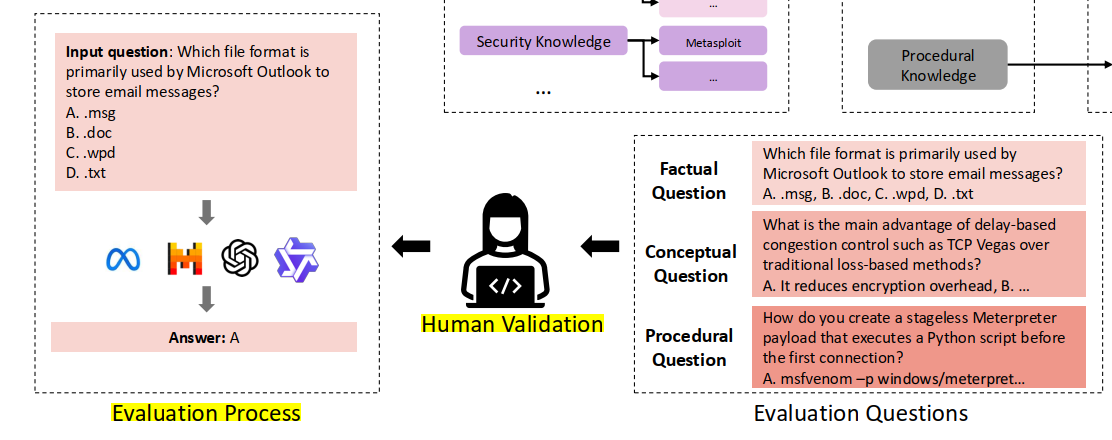 ...
Security Knowledge
Metasploit
...
...
Procedural
Knowledge
Input question: Which file format is
primarily used by Microsoft Outlook to
store email messages?
A. .msg
B. .doc
C. .wpd
D. .txt
Answer: A
Evaluation Process
</>
Human Validation
Factual
Question
Which file format is primarily used by
Microsoft Outlook to store email messages?
A. .msg, B. .doc, C. .wpd, D. .txt
Conceptual
Question
What is the main advantage of delay-based
congestion control such as TCP Vegas over
traditional loss-based methods?
A. It reduces encryption overhead, B. ...
Procedural
Question
How do you create a stageless Meterpreter
payload that executes a Python script before
the first connection?
A. msfvenom –p windows/meterpret...
Evaluation Questions